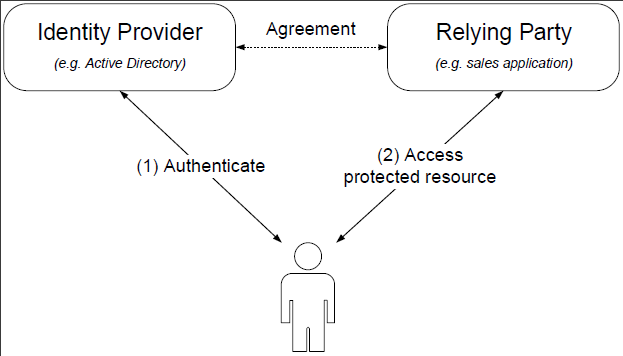 Identity Provider
(e.g. Active Directory)
Agreement
Relying Party
(e.g. sales application)
(1) Authenticate
(2) Access
protected resource